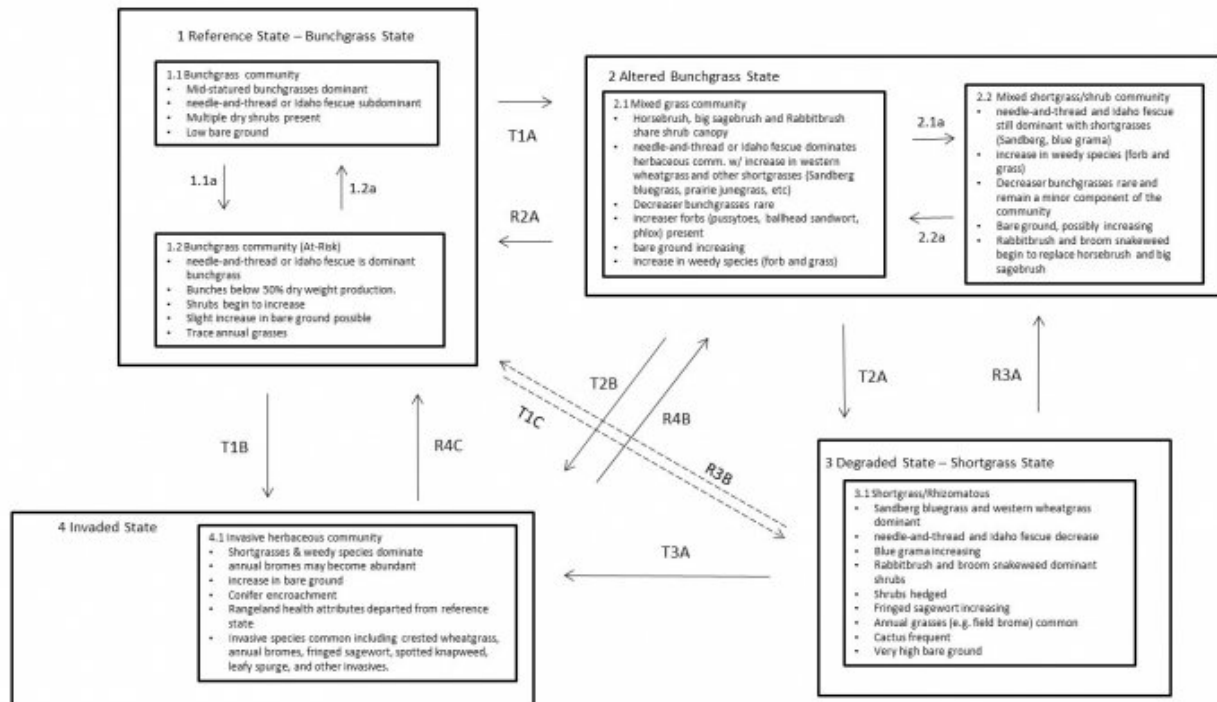 1 Reference State – Bunchgrass State
1.1 Bunchgrass community
• Mid-statured bunchgrasses dominant
• needle-and-thread or Idaho fescue subdominant
• Multiple dry shrubs present
• Low bare ground
1.1a
1.2a
1.2 Bunchgrass community (At-Risk)
• needle-and-thread or Idaho fescue is dominant
bunchgrass
• Bunches below 50% dry weight production.
• Shrubs begin to increase
• Slight increase in bare ground possible
• Trace annual grasses
T1A
R2A
2 Altered Bunchgrass State
2.1 Mixed grass community
• Horsebrush, big sagebrush and Rabbitbrush
share shrub canopy
• needle-and-thread or Idaho fescue dominates
herbaceous comm. w/ increase in western
wheatgrass and other shortgrasses (Sandberg
bluegrass, prairie junegrass, etc)
• Decreaser bunchgrasses rare
• increaser forbs (pussytoes, ballhead sandwort,
phlox) present
• bare ground increasing
• increase in weedy species (forb and grass)
2.1a
2.2a
2.2 Mixed shortgrass/shrub community
• needle-and-thread and Idaho fescue
still dominant with shortgrasses
(Sandberg, blue grama)
• increase in weedy species (forb and
grass)
• Decreaser bunchgrasses rare and
remain a minor component of the
community
• Bare ground, possibly increasing
• Rabbitbrush and broom snakeweed
begin to replace horsebrush and big
sagebrush
T1B
R4C
T2B
R4B
T1C
R3B
T2A
R3A
T3A
4 Invaded State
4.1 Invasive herbaceous community
• Shortgrasses & weedy species dominate
• annual bromes may become abundant
• increase in bare ground
• Conifer encroachment
• Rangeland health attributes departed from reference
state
• Invasive species common including crested wheatgrass,
annual bromes, fringed sagewort, spotted knapweed,
leafy spurge, and other invasives.
3 Degraded State – Shortgrass State
3.1 Shortgrass/Rhizomatous
• Sandberg bluegrass and western wheatgrass
dominant
• needle-and-thread and Idaho fescue decrease
• Blue grama increasing
• Rabbitbrush and broom snakeweed dominant
shrubs
• Shrubs hedged
• Fringed sagewort increasing
• Annual grasses (e.g. field brome) common
• Cactus frequent
• Very high bare ground